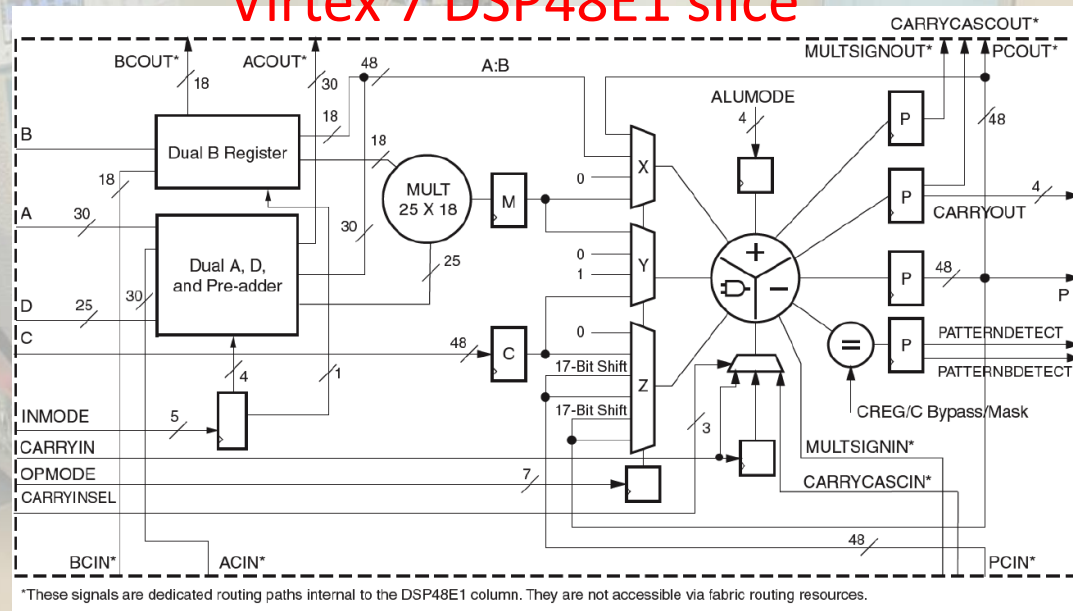 Virtex 7 DSP48E1 slice
CARRYCASCOUT*
BCOUT* ACOUT* MULTSIGNOUT* PCOUT*
48 A:B
18 30
ALUMODE
18 4 P 48
B
Dual B Register 18
X
0
18 MULT
25 X 18 M P 4
A 30 CARRYOUT
30 0 Y +
Dual A, D,
and Pre-adder 25 1 − P 48
P
D 25 30
C 0 = P PATTERNDETECT
48 C 17-Bit Shift PATTERNBDETECT
4 1 Z
17-Bit Shift CREG/C Bypass/Mask
INMODE 5 3
CARRYIN MULTSIGNIN*
OPMODE 7 CARRYCASCIN*
CARRYINSEL
48
BCIN* ACIN* PCIN*
*These signals are dedicated routing paths internal to the DSP48E1 column. They are not accessible via fabric routing resources.